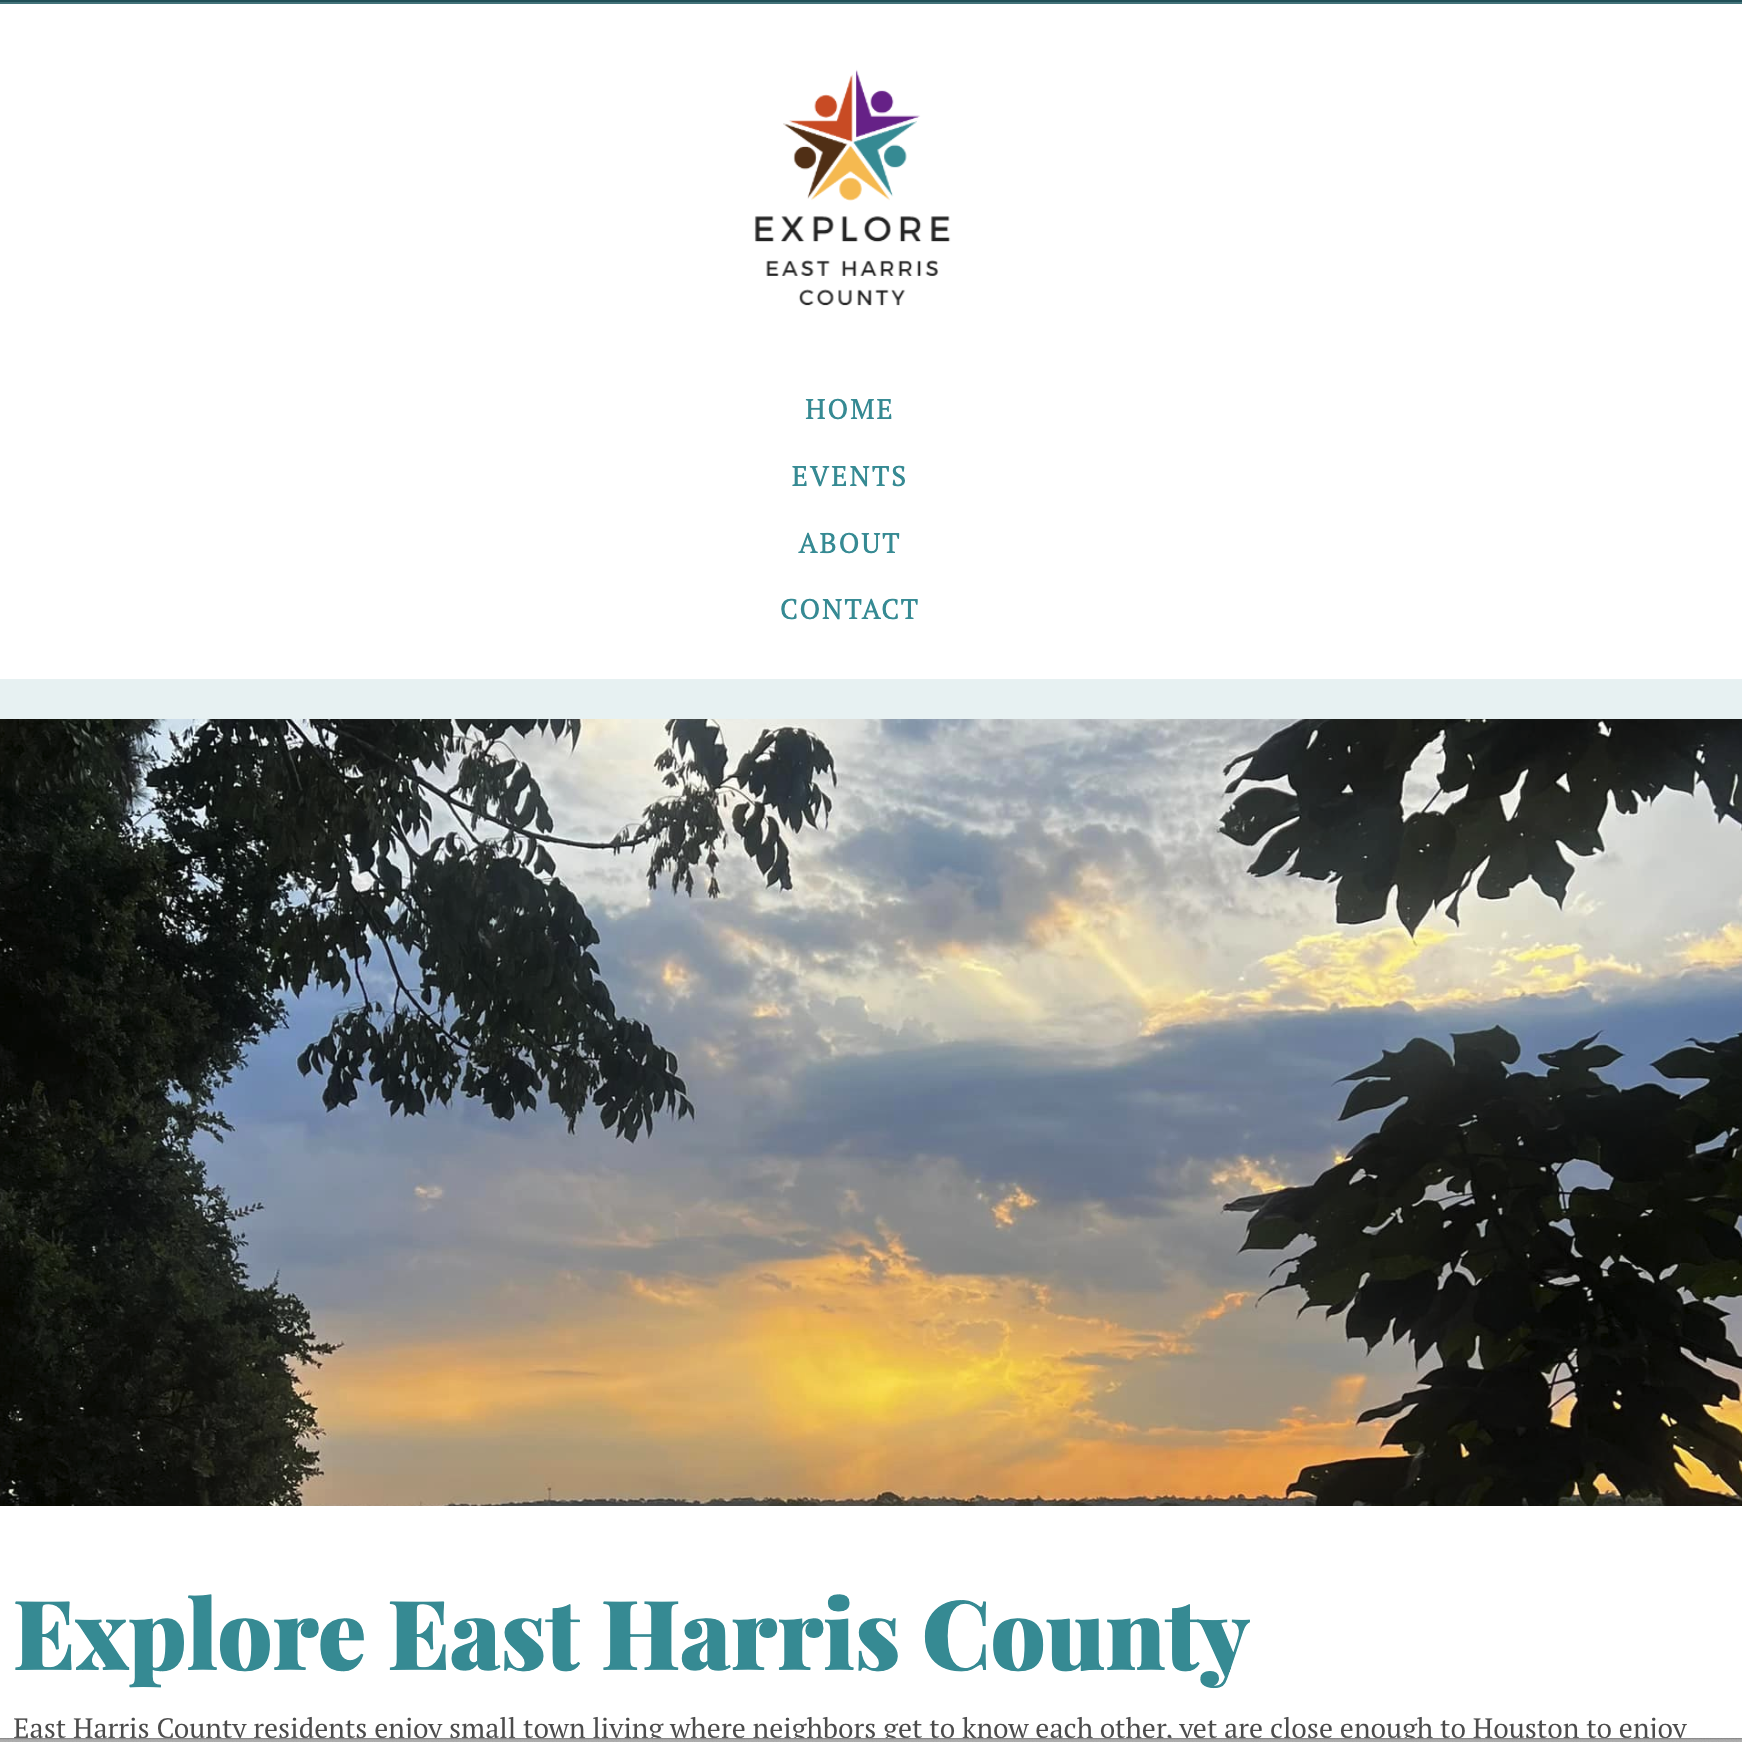 EXPLORE
EAST HARRIS
COUNTY
HOME
EVENTS
ABOUT
CONTACT
Explore East Harris County
East Harris County residents enjoy small town living where neighbors get to know each other, yet are close enough to Houston to enjoy